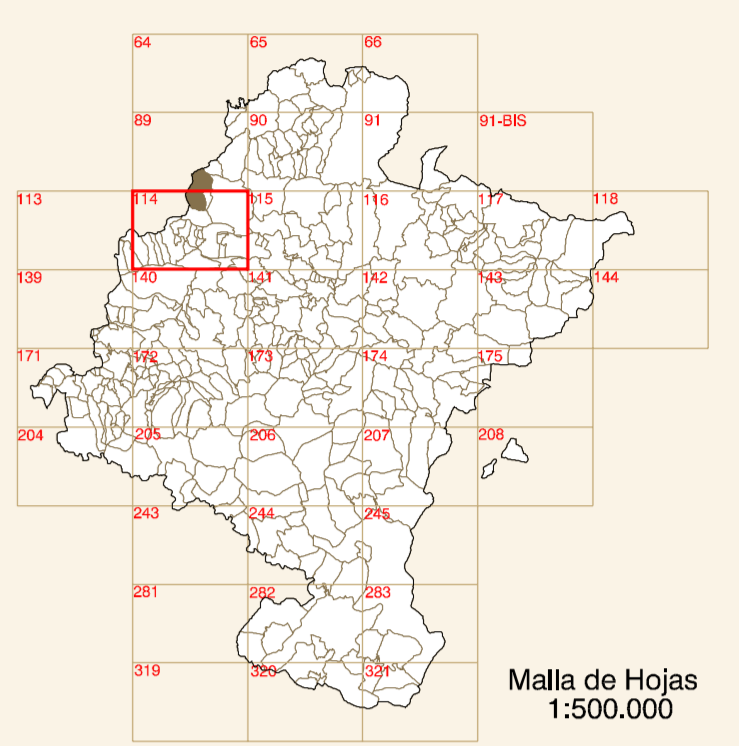 64 65 66
89 90 91 91-BIS
113 114 115 116 117 118
139 140 141 142 143 144
171 172 173 174 175
204 205 206 207 208
243 244 245
281 282 283
319 320 321
Malla de Hojas
1:500.000